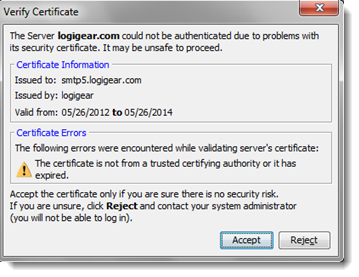 Verify Certificate
The Server logigear.com could not be authenticated due to problems with
its security certificate. It may be unsafe to proceed.
Certificate Information
Issued to: smtp5.logigear.com
Issued by: logigear
Valid from: 05/26/2012 to 05/26/2014
Certificate Errors
The following errors were encountered while validating server's certificate:
The certificate is not from a trusted certifying authority or it has
expired.
Accept the certificate only if you are sure there is no security risk.
If you are unsure, click Reject and contact your system administrator
(you will not be able to log in).
Accept Reject